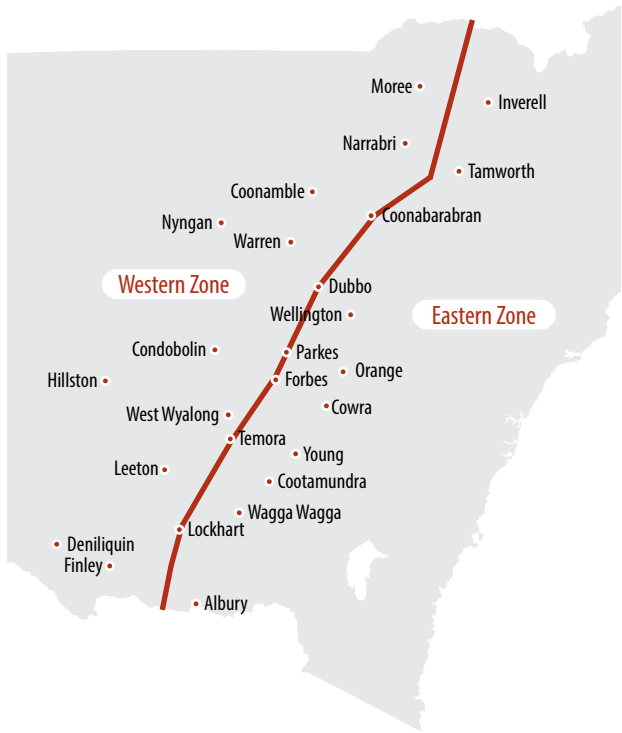 Moree
Inverell
Narrabri
Tamworth
Coonamble
Coonabarabran
Nyngan
Warren
Western Zone
Dubbo
Wellington
Eastern Zone
Condobolin
Parkes
Orange
Hillston
Forbes
Cowra
West Wyalong
Temora
Young
Leeton
Cootamundra
Wagga Wagga
Lockhart
Deniliquin
Finley
Albury